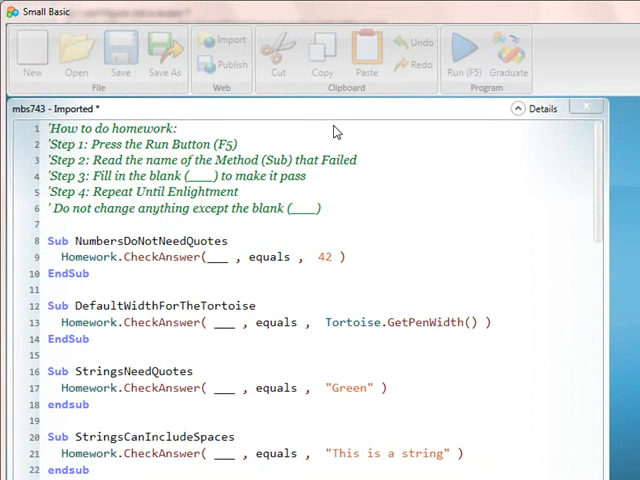 Small Basic
New
Open
Save
Save As
Import
Publish
Cut
Copy
Paste
Undo
Redo
Run (F5)
Graduate
File
Web
Clipboard
Program
mbs743 - Imported *
Details
1 'How to do homework:
2 'Step 1: Press the Run Button (F5)
3 'Step 2: Read the name of the Method (Sub) that Failed
4 'Step 3: Fill in the blank (___) to make it pass
5 'Step 4: Repeat Until Enlightment
6 ' Do not change anything except the blank (___)
7
8 Sub NumbersDoNotNeedQuotes
9 Homework.CheckAnswer(___ , equals , 42 )
10 EndSub
11
12 Sub DefaultWidthForTheTortoise
13 Homework.CheckAnswer( ___ , equals , Tortoise.GetPenWidth() )
14 EndSub
15
16 Sub StringsNeedQuotes
17 Homework.CheckAnswer( ___ , equals , "Green" )
18 endsub
19
20 Sub StringsCanIncludeSpaces
21 Homework.CheckAnswer( ___ , equals , "This is a string" )
22 endsub